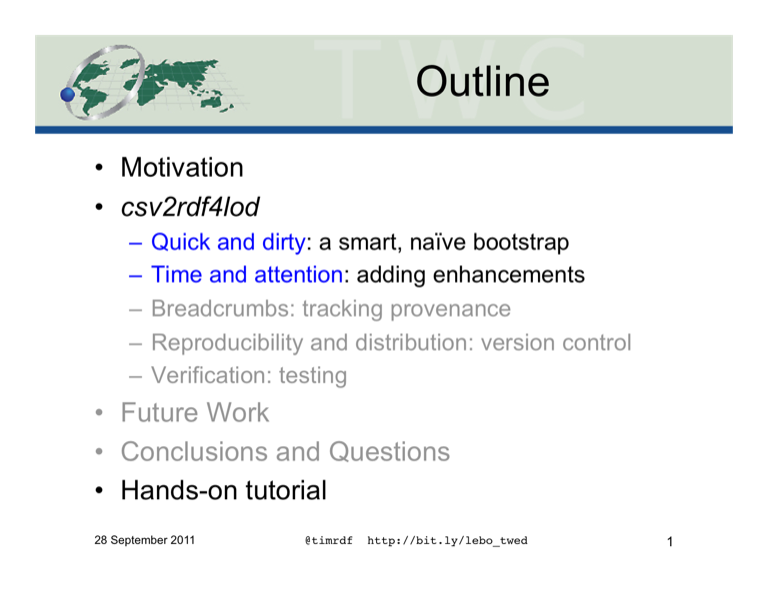 TWC
Outline
• Motivation
• csv2rdf4lod
– Quick and dirty: a smart, naïve bootstrap
– Time and attention: adding enhancements
– Breadcrumbs: tracking provenance
– Reproducibility and distribution: version control
– Verification: testing
• Future Work
• Conclusions and Questions
• Hands-on tutorial
28 September 2011
@timrdf http://bit.ly/lebo_twed
1